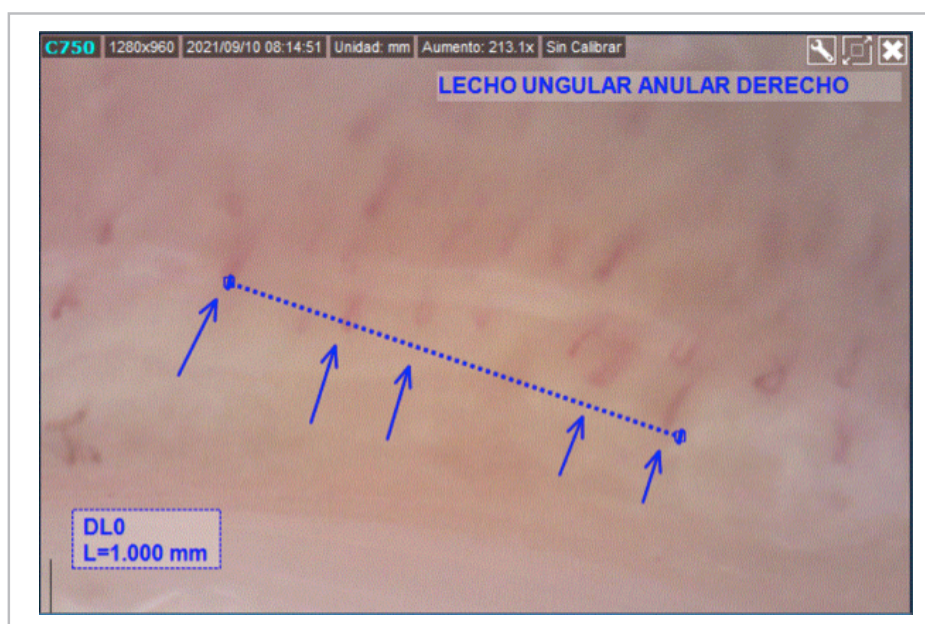 C750 1280x960 2021/09/10 08:14:51 Unidad: mm Aumento: 213.1x Sin Calibrar
LECHO UNGULAR ANULAR DERECHO
DL0
L=1.000 mm